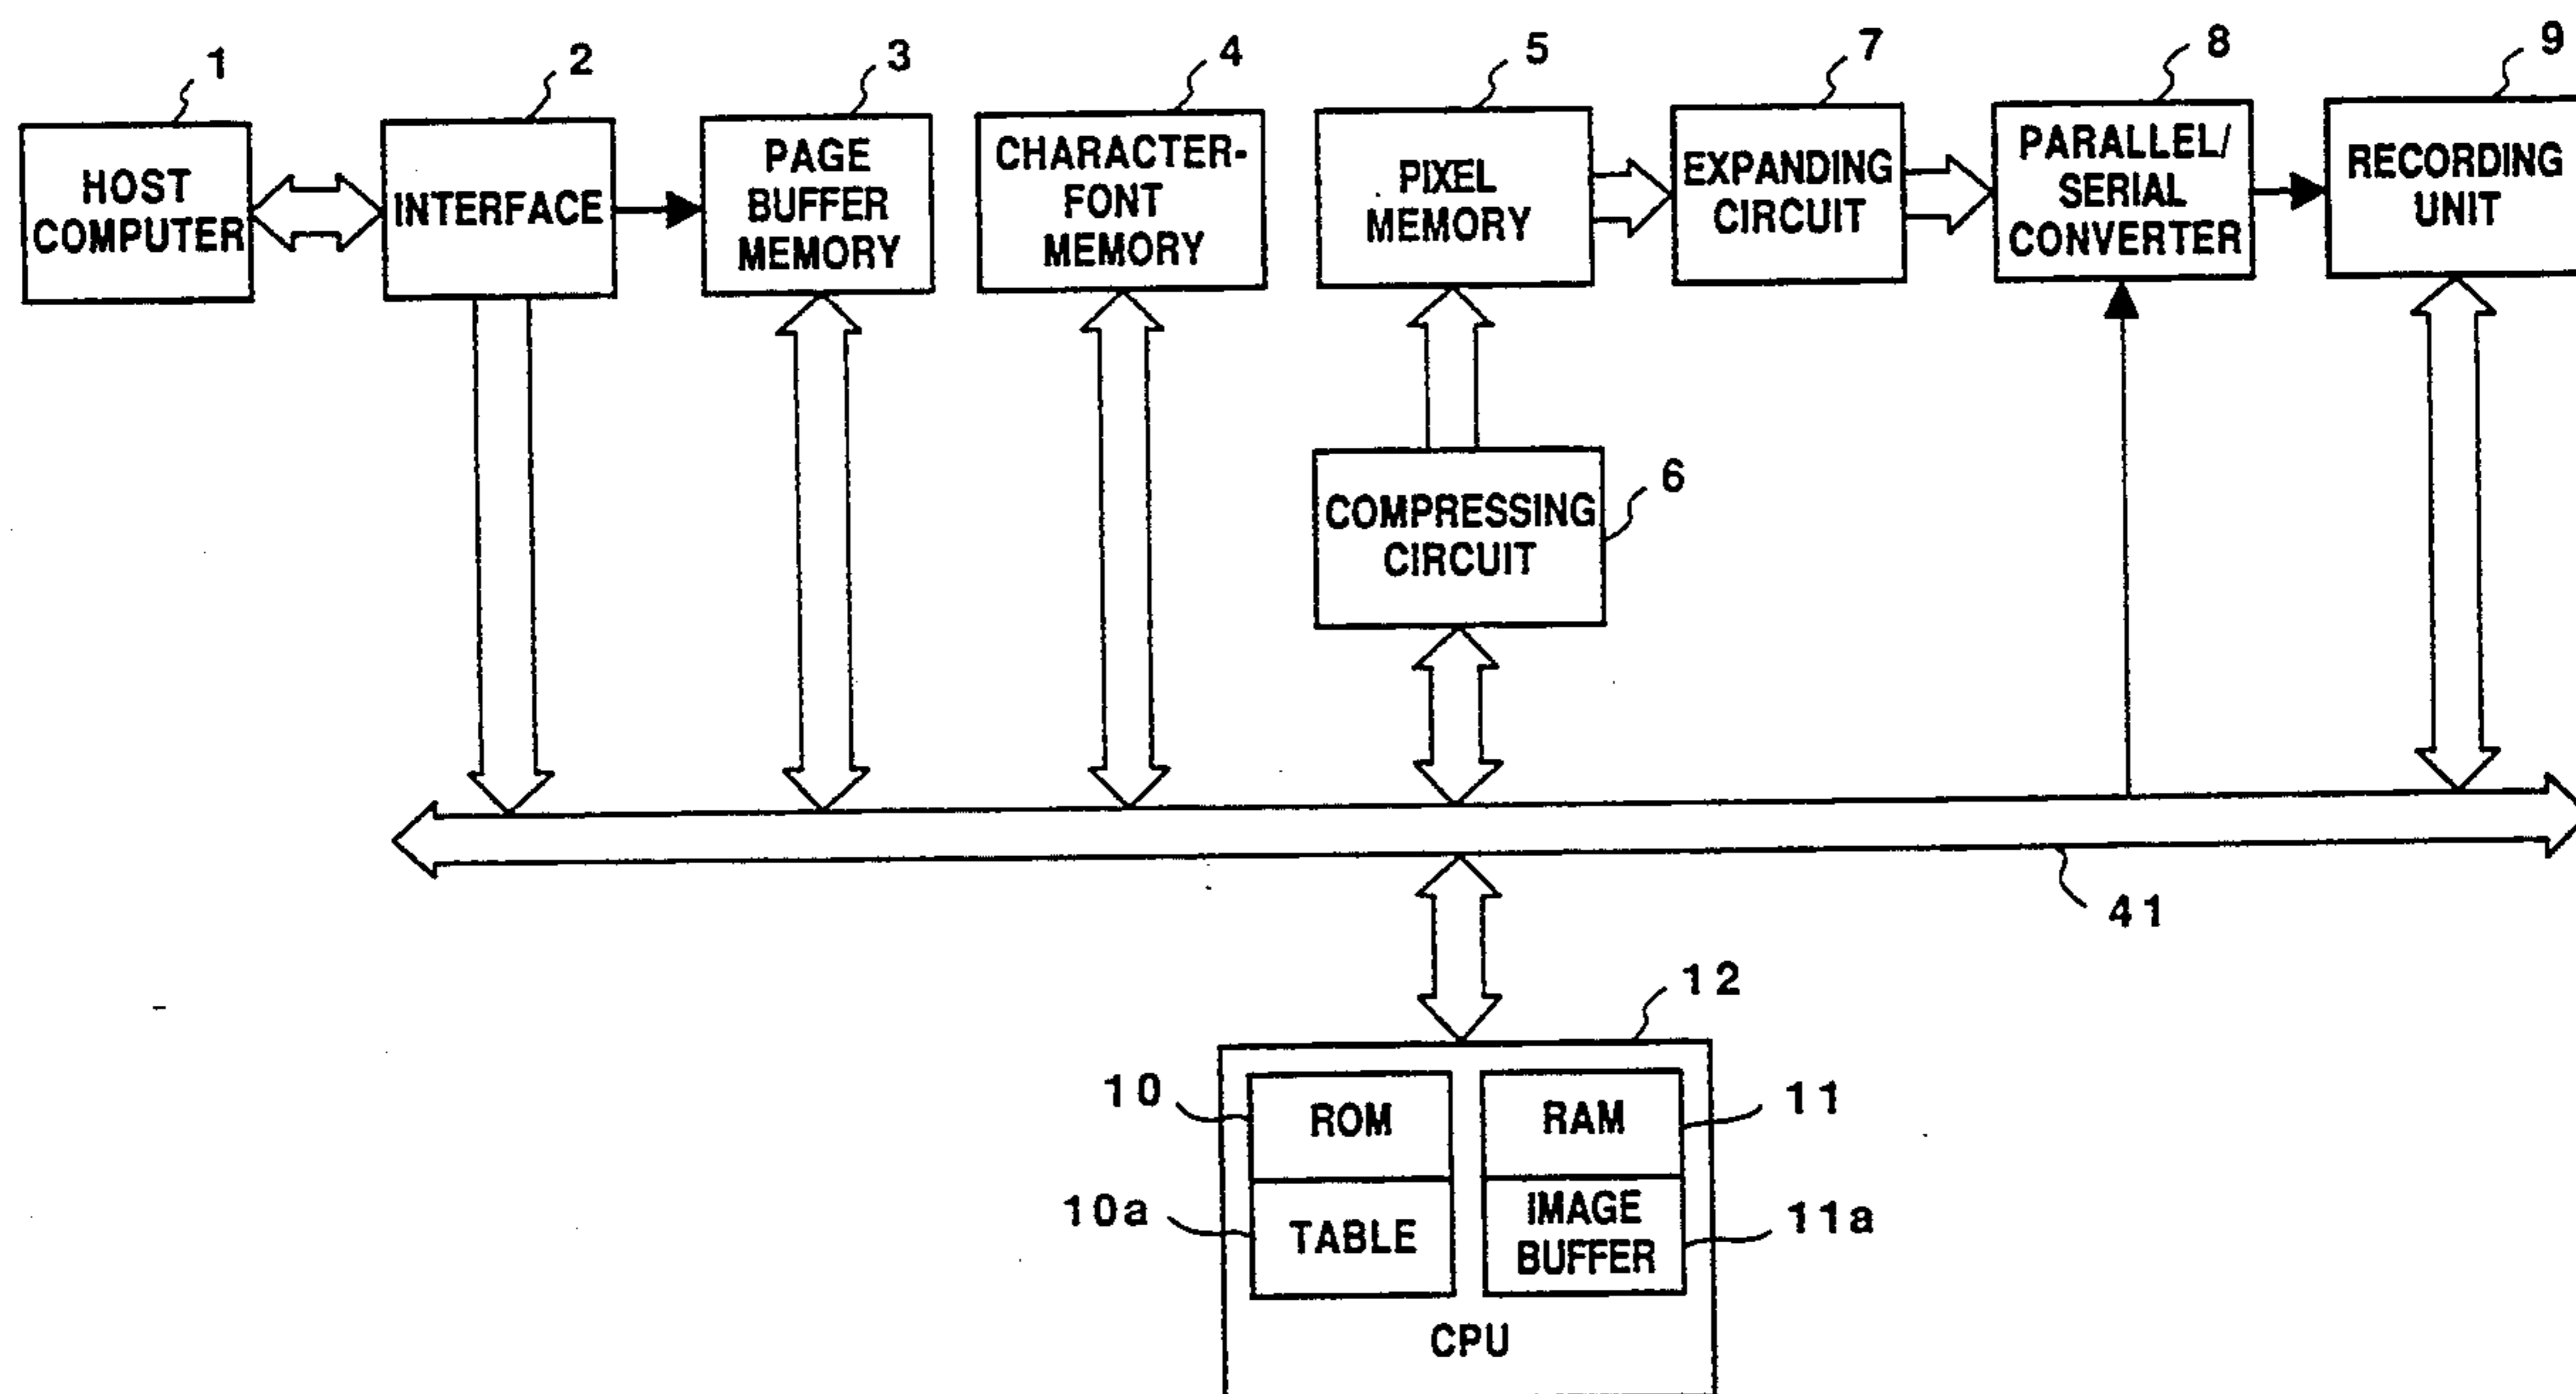 1
2
3
4
5
7
8
9
HOST
COMPUTER
INTERFACE
PAGE
BUFFER
MEMORY
CHARACTER-
FONT
MEMORY
PIXEL
MEMORY
EXPANDING
CIRCUIT
PARALLEL/
SERIAL
CONVERTER
RECORDING
UNIT
6
COMPRESSING
CIRCUIT
41
12
10
ROM
RAM
11
10a
TABLE
IMAGE
BUFFER
11a
CPU